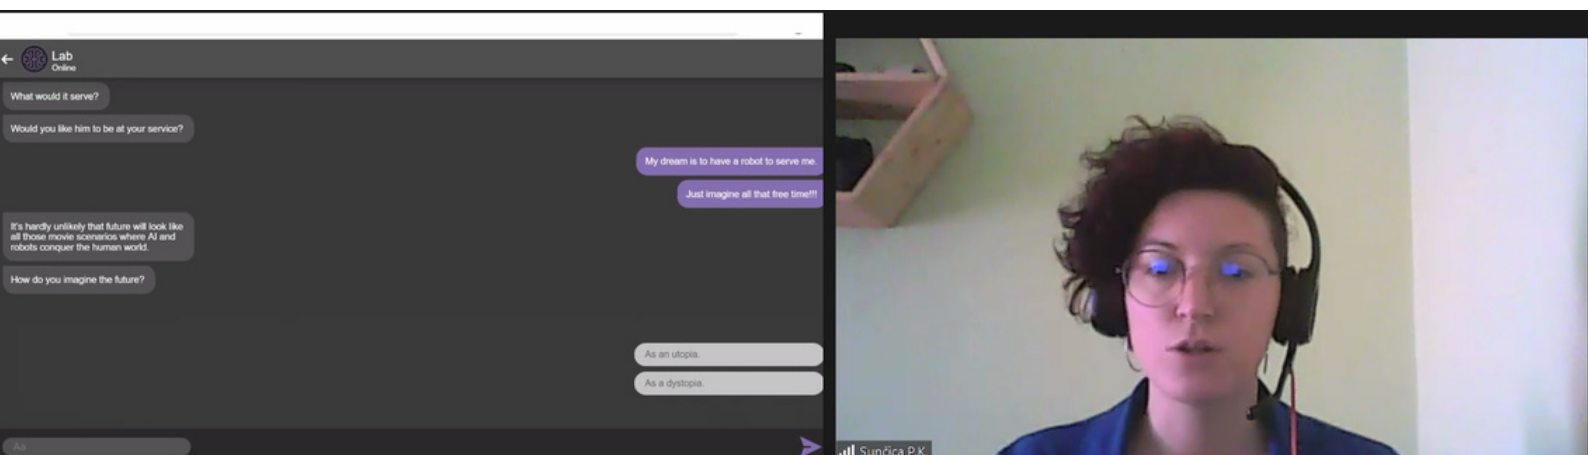 Lab
Online
What would it serve?
Would you like him to be at your service?
My dream is to have a robot to serve me.
Just imagine all that free time!!!
It's hardly unlikely that future will look like
all those movie scenarios where AI and
robots conquer the human world.
How do you imagine the future?
As an utopia.
As a dystopia.
Aa
Sunčica P.K